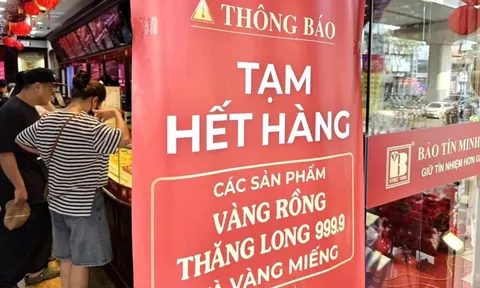 THÔNG BÁO
TẠM
HẾT HÀNG
CÁC SẢN PHẨM
VÀNG RỒNG
THĂNG LONG 999.9
VÀ VÀNG MIẾNG
BẢO TÍN MINH
GIỮ TÍN NHIỆM HƠN G